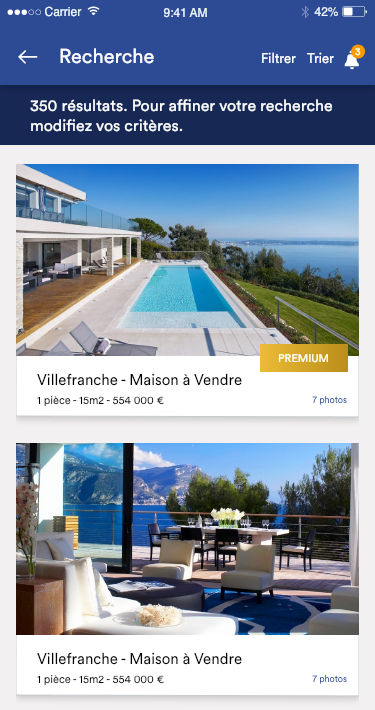 Carrier 9:41 AM 42%
Recherche Filtrer Trier 3
350 résultats. Pour affiner votre recherche
modifiez vos critères.
PREMIUM
Villefranche - Maison à Vendre
1 pièce - 15m2 - 554 000 € 7 photos
Villefranche - Maison à Vendre
1 pièce - 15m2 - 554 000 € 7 photos